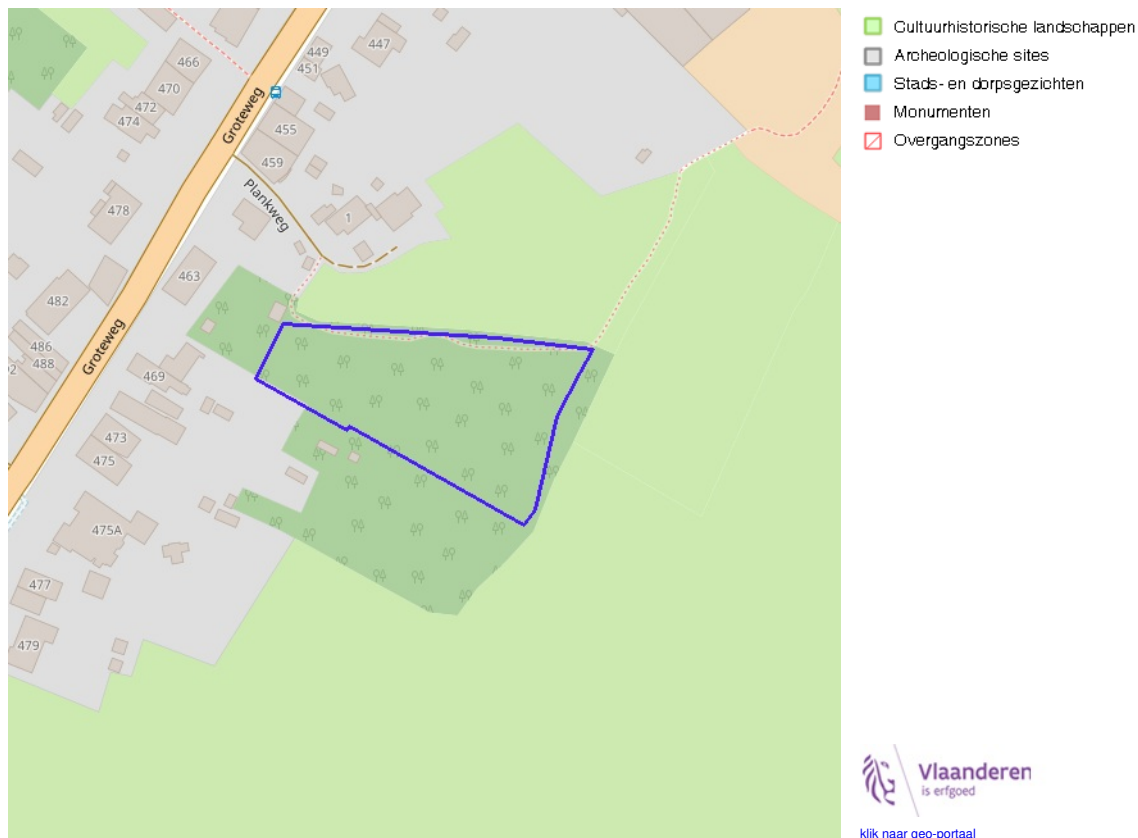 Cultuurhistorische landschappen
Archeologische sites
Stads- en dorpsgezichten
Monumenten
Overgangszones
449
447
451
466
470
472
474
Groteweg
455
459
Plankweg
478
1
463
482
Groteweg
486
488
469
473
475
475A
477
479
Vlaanderen
is erfgoed
klik naar geo-portaal